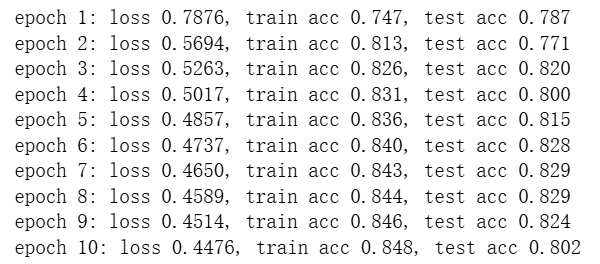 epoch 1: loss 0.7876, train acc 0.747, test acc 0.787
epoch 2: loss 0.5694, train acc 0.813, test acc 0.771
epoch 3: loss 0.5263, train acc 0.826, test acc 0.820
epoch 4: loss 0.5017, train acc 0.831, test acc 0.800
epoch 5: loss 0.4857, train acc 0.836, test acc 0.815
epoch 6: loss 0.4737, train acc 0.840, test acc 0.828
epoch 7: loss 0.4650, train acc 0.843, test acc 0.829
epoch 8: loss 0.4589, train acc 0.844, test acc 0.829
epoch 9: loss 0.4514, train acc 0.846, test acc 0.824
epoch 10: loss 0.4476, train acc 0.848, test acc 0.802